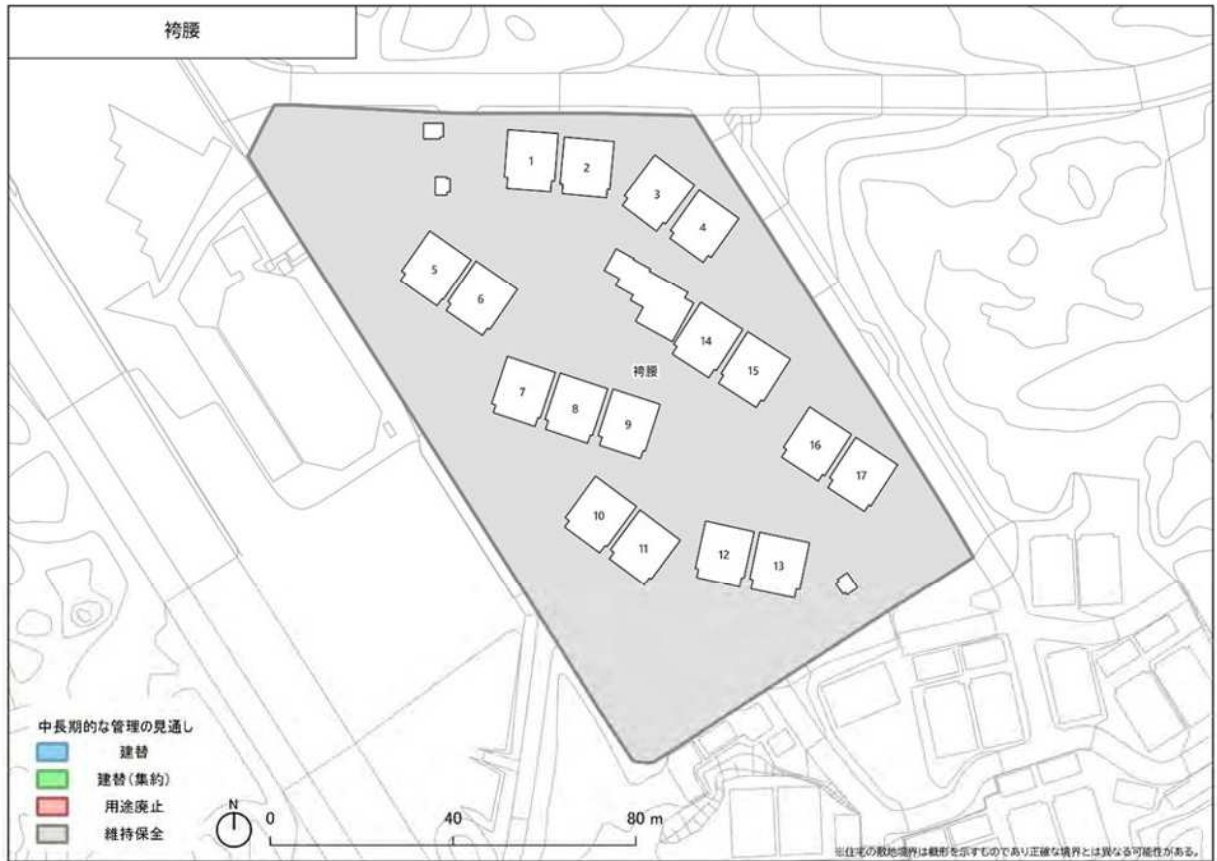 袴腰
1
2
3
4
5
6
14
15
袴腰
7
8
9
16
17
10
11
12
13
中長期的な管理の見通し
建替
建替(集約)
用途廃止
維持保全
N
0 40 80 m
※住宅の敷地境界は概形を示すものであり正確な境界とは異なる可能性がある。